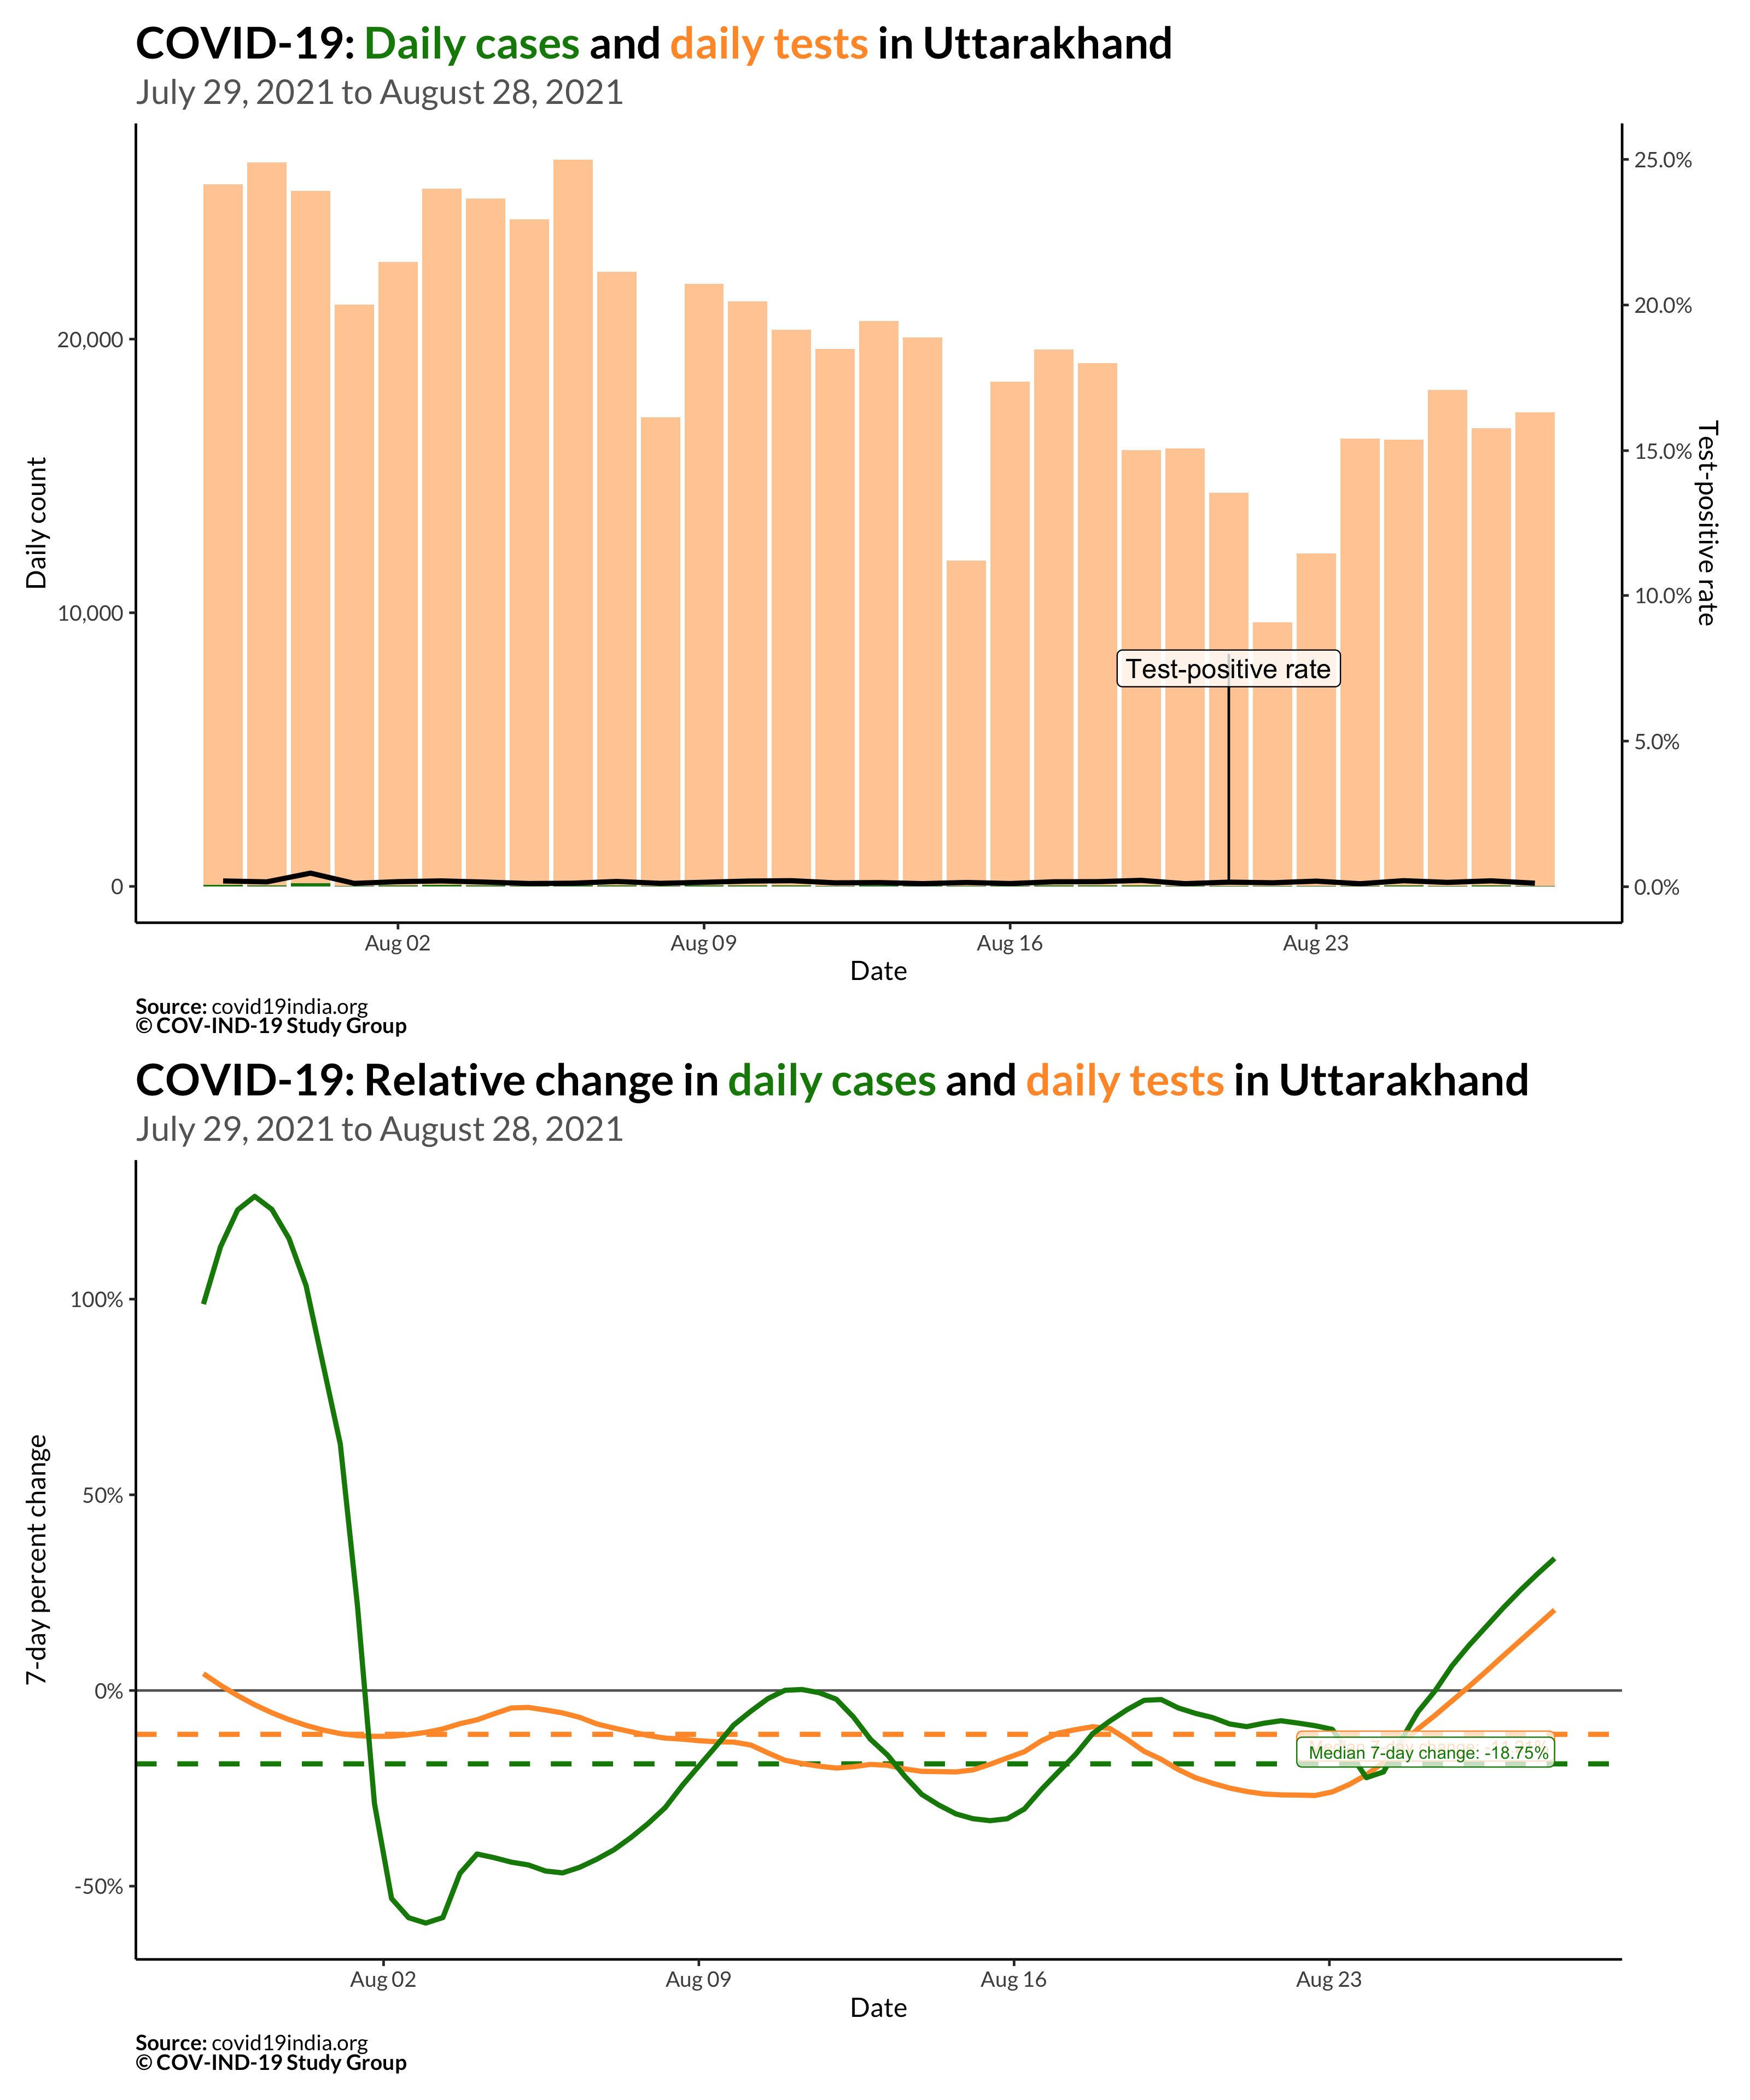 COVID-19: Daily cases and daily tests in Uttarakhand
July 29, 2021 to August 28, 2021
25.0%
20.0%
20,000
15.0%
Daily count
Test-positive rate
10,000
10.0%
Test-positive rate
5.0%
0
0.0%
Aug 02
Aug 09
Aug 16
Aug 23
Date
Source: covid19india.org
© COV-IND-19 Study Group
COVID-19: Relative change in daily cases and daily tests in Uttarakhand
July 29, 2021 to August 28, 2021
100%
50%
7-day percent change
0%
Median 7-day change: -18.75%
-50%
Aug 02
Aug 09
Aug 16
Aug 23
Date
Source: covid19india.org
© COV-IND-19 Study Group